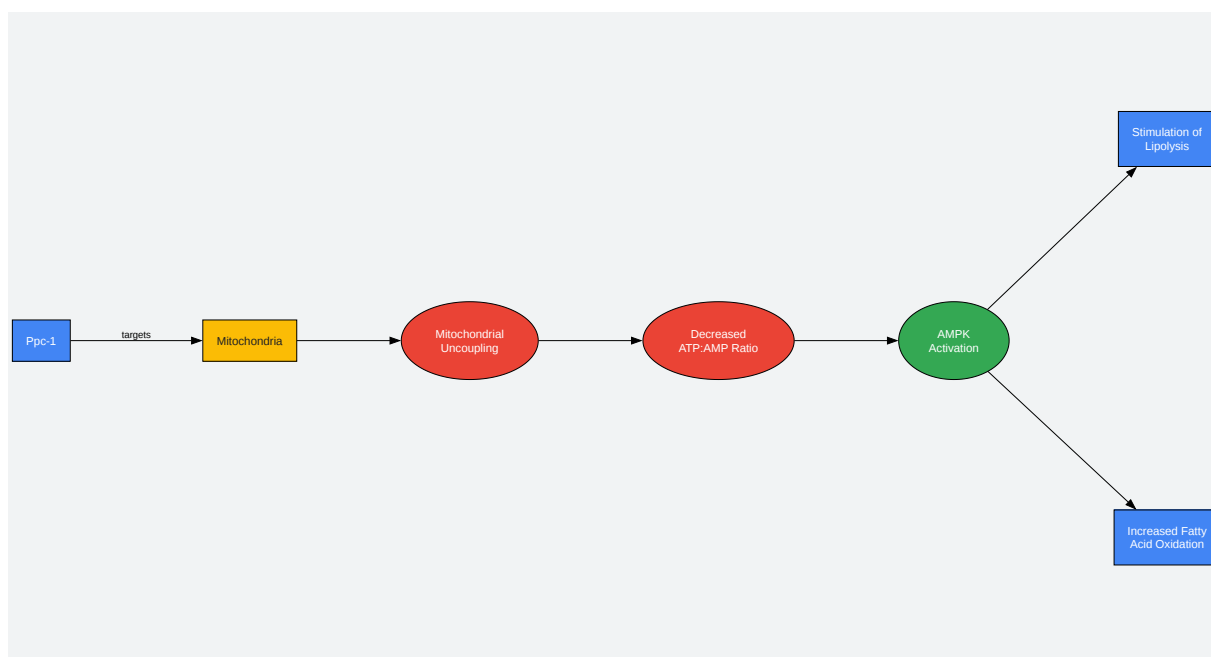 Ppc-1
targets
Mitochondria
Mitochondrial
Uncoupling
Decreased
ATP:AMP Ratio
AMPK
Activation
Stimulation of
Lipolysis
Increased Fatty
Acid Oxidation